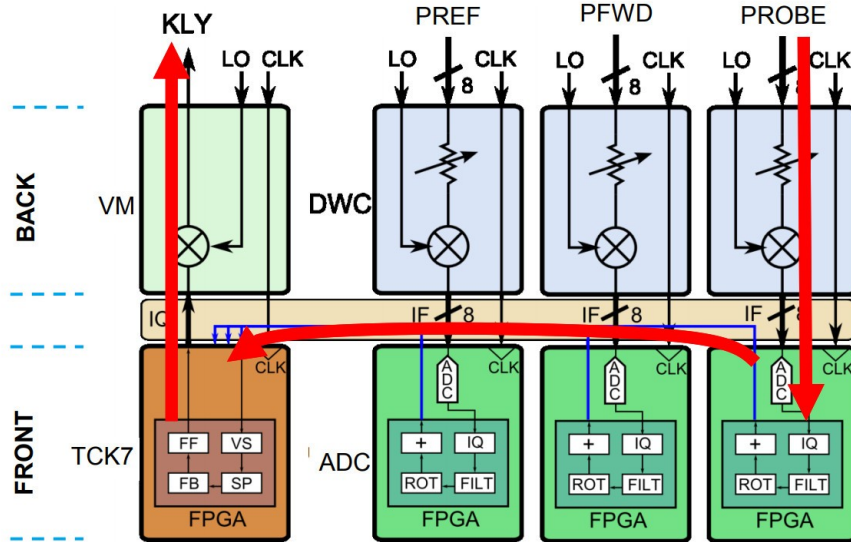 KLY
PREF
PFWD
PROBE
LO CLK
LO CLK
LO CLK
LO CLK
8
8
8
BACK
VM
DWC
IQ
IF 8
IF 8
IF 8
FRONT
TCK7
ADC
CLK
CLK
CLK
CLK
ADC
ADC
ADC
FF VS
FB SP
FPGA
+ IQ
ROT FILT
FPGA
+ IQ
ROT FILT
FPGA
+ IQ
ROT FILT
FPGA